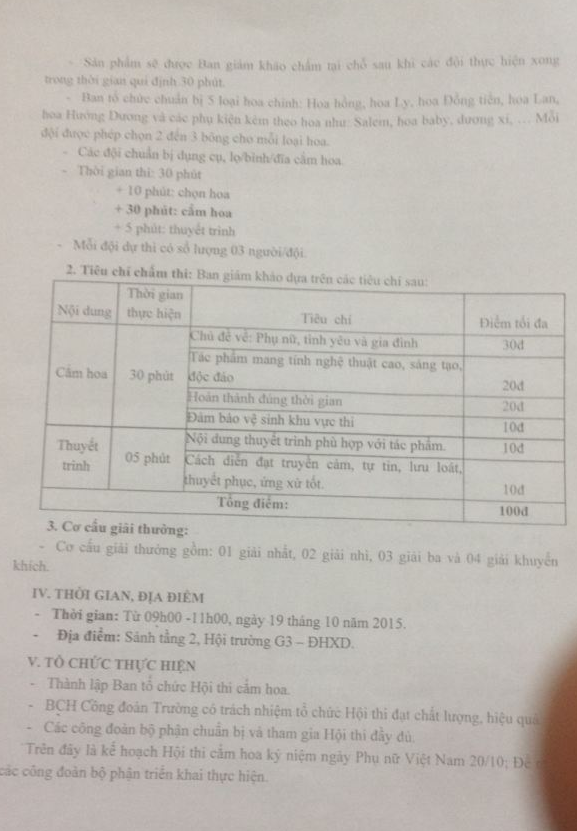 - Sản phẩm sẽ được Ban giám khảo chấm tại chỗ sau khi các đội thực hiện xong
trong thời gian qui định 30 phút.
- Ban tổ chức chuẩn bị 5 loại hoa chính: Hoa hồng, hoa Ly, hoa Đồng tiền, hoa Lan,
hoa Hướng Dương và các phụ kiện kèm theo hoa như: Salem, hoa baby, dương xỉ, ... Mỗi
đội được phép chọn 2 đến 3 bông cho mỗi loại hoa.
- Các đội chuẩn bị dụng cụ, lọ/bình/đĩa cắm hoa.
- Thời gian thi: 30 phút
+ 10 phút: chọn hoa
+ 30 phút: cắm hoa
+ 5 phút: thuyết trình
- Mỗi đội dự thi có số lượng 03 người/đội.
2. Tiêu chí chấm thi: Ban giám khảo dựa trên các tiêu chí sau:
Nội dung Thời gian thực hiện Tiêu chí Điểm tối đa
Cắm hoa 30 phút Chủ đề về: Phụ nữ, tình yêu và gia đình 30đ
Tác phẩm mang tính nghệ thuật cao, sáng tạo,
độc đáo 20đ
Hoàn thành đúng thời gian 20đ
Đảm bảo vệ sinh khu vực thi 10đ
Thuyết trình 05 phút Nội dung thuyết trình phù hợp với tác phẩm. 10đ
Cách diễn đạt truyền cảm, tự tin, lưu loát,
thuyết phục, ứng xử tốt. 10đ
Tổng điểm: 100đ
3. Cơ cấu giải thưởng:
- Cơ cấu giải thưởng gồm: 01 giải nhất, 02 giải nhì, 03 giải ba và 04 giải khuyến
khích.
IV. THỜI GIAN, ĐỊA ĐIỂM
- Thời gian: Từ 09h00 -11h00, ngày 19 tháng 10 năm 2015.
- Địa điểm: Sảnh tầng 2, Hội trường G3 – ĐHXD.
V. TỔ CHỨC THỰC HIỆN
- Thành lập Ban tổ chức Hội thi cắm hoa.
- BCH Công đoàn Trường có trách nhiệm tổ chức Hội thi đạt chất lượng, hiệu quả
- Các công đoàn bộ phận chuẩn bị và tham gia Hội thi đầy đủ.
Trên đây là kế hoạch Hội thi cắm hoa kỷ niệm ngày Phụ nữ Việt Nam 20/10; Đề
các công đoàn bộ phận triển khai thực hiện.